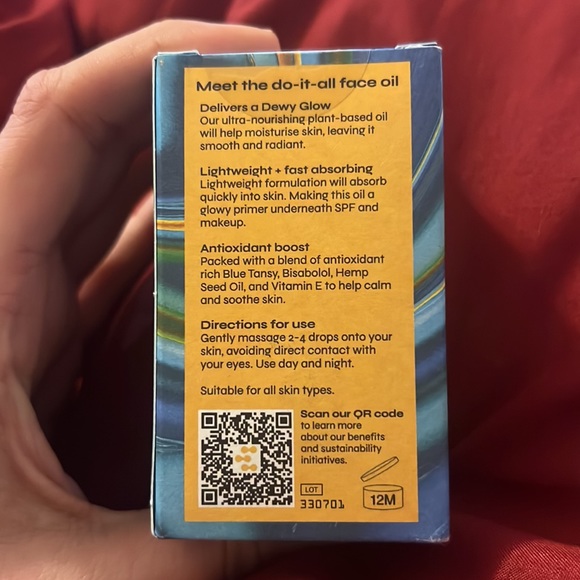 Meet the do-it-all face oil
Delivers a Dewy Glow
Our ultra-nourishing plant-based oil
will help moisturise skin, leaving it
smooth and radiant.
Lightweight + fast absorbing
Lightweight formulation will absorb
quickly into skin. Making this oil a
glowy primer underneath SPF and
makeup.
Antioxidant boost
Packed with a blend of antioxidant
rich Blue Tansy, Bisabolol, Hemp
Seed Oil, and Vitamin E to help calm
and soothe skin.
Directions for use
Gently massage 2-4 drops onto your
skin, avoiding direct contact with
your eyes. Use day and night.
Suitable for all skin types.
Scan our QR code
to learn more
about our benefits
and sustainability
initiatives.
LOT
330701
12M